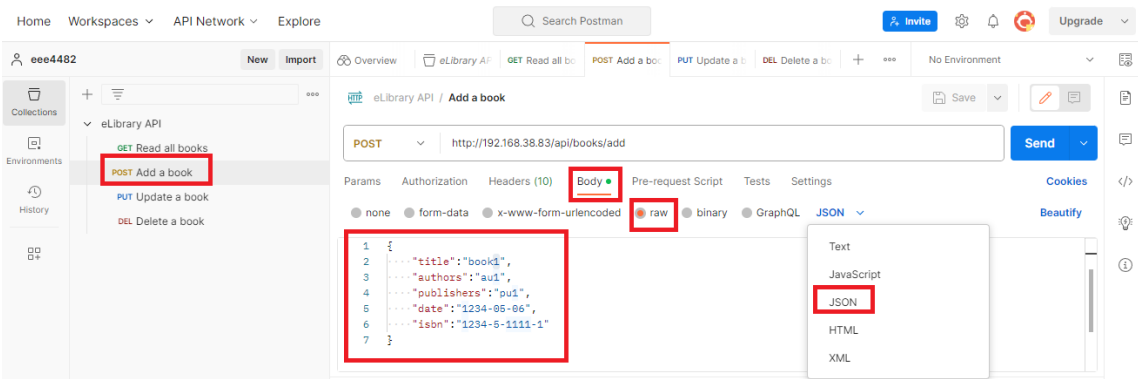 Home Workspaces API Network Explore Search Postman Invite Upgrade
eee4482 New Import Overview eLibrary AP GET Read all bo POST Add a boo PUT Update a b DEL Delete a bo No Environment
Collections
Environments
History
eLibrary API
GET Read all books
POST Add a book
PUT Update a book
DEL Delete a book
HTTP eLibrary API / Add a book Save
POST http://192.168.38.83/api/books/add Send
Params Authorization Headers (10) Body Pre-request Script Tests Settings Cookies
none form-data x-www-form-urlencoded raw binary GraphQL JSON Beautify
1 {
2 "title":"book1",
3 "authors":"au1",
4 "publishers":"pu1",
5 "date":"1234-05-06",
6 "isbn":"1234-5-1111-1"
7 }
Text
JavaScript
JSON
HTML
XML